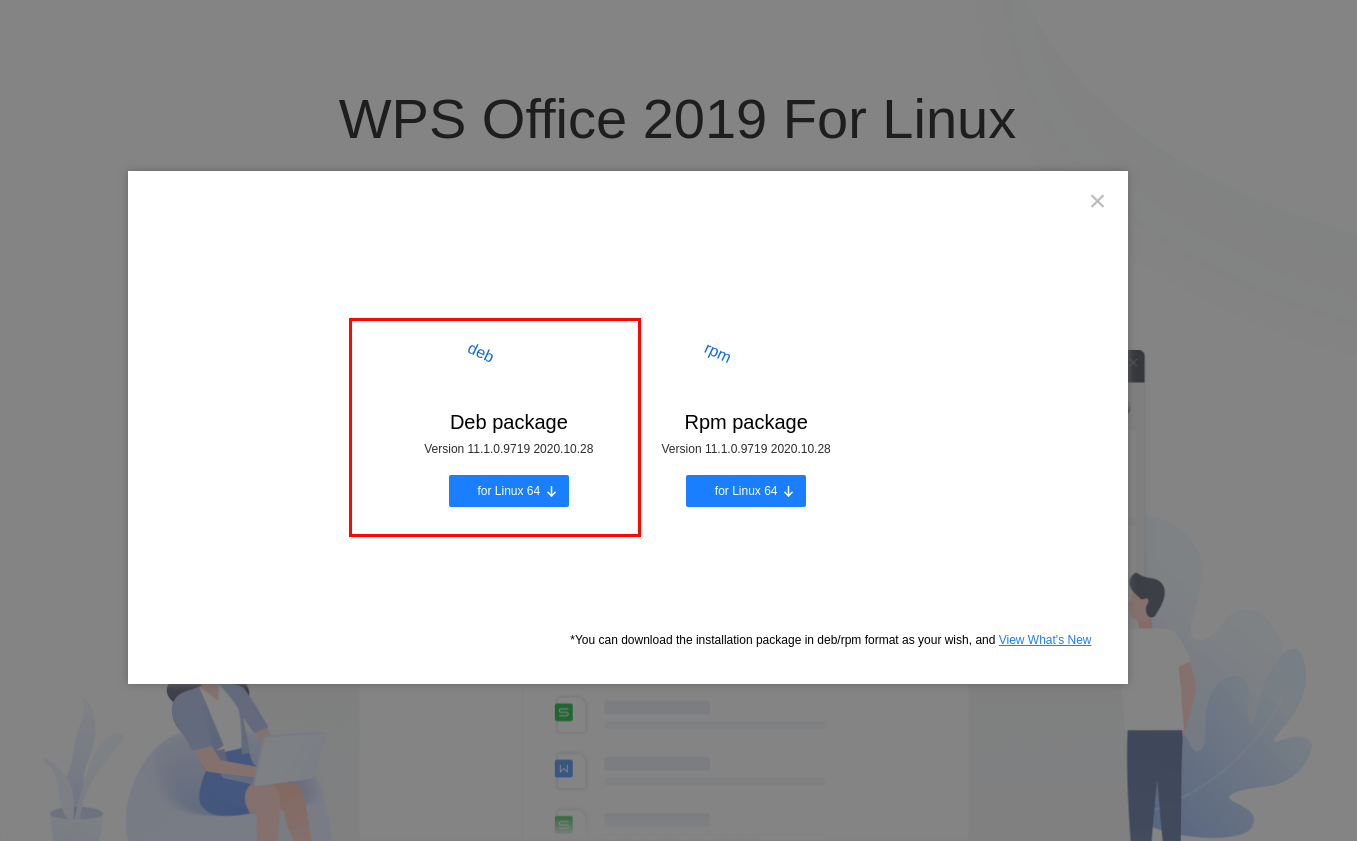 WPS Office 2019 For Linux
deb
rpm
Deb package
Rpm package
Version 11.1.0.9719 2020.10.28
Version 11.1.0.9719 2020.10.28
for Linux 64
for Linux 64
*You can download the installation package in deb/rpm format as your wish, and View What's New
S
W
S